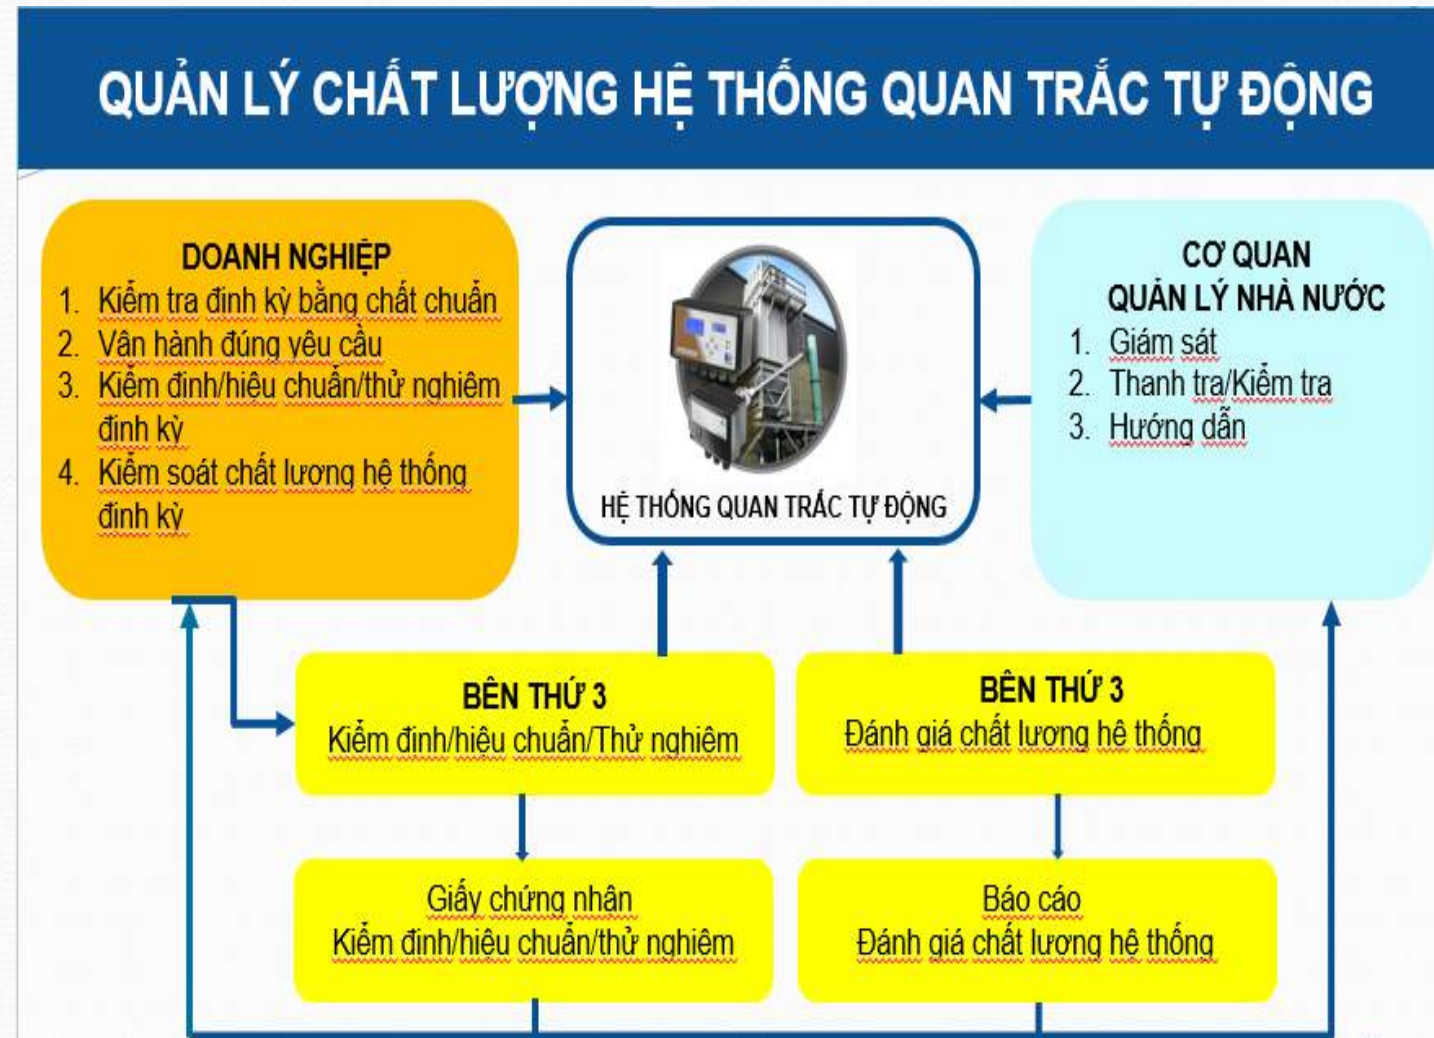 QUẢN LÝ CHẤT LƯỢNG HỆ THỐNG QUAN TRẮC TỰ ĐỘNG
DOANH NGHIỆP
1. Kiểm tra định kỳ bằng chất chuẩn
2. Vận hành đúng yêu cầu
3. Kiểm định/hiệu chuẩn/thử nghiệm
định kỳ
4. Kiểm soát chất lượng hệ thống
định kỳ
HỆ THỐNG QUAN TRẮC TỰ ĐỘNG
CƠ QUAN
QUẢN LÝ NHÀ NƯỚC
1. Giám sát
2. Thanh tra/Kiểm tra
3. Hướng dẫn
BÊN THỨ 3
Kiểm định/hiệu chuẩn/Thử nghiệm
BÊN THỨ 3
Đánh giá chất lượng hệ thống
Giấy chứng nhận
Kiểm định/hiệu chuẩn/thử nghiệm
Báo cáo
Đánh giá chất lượng hệ thống